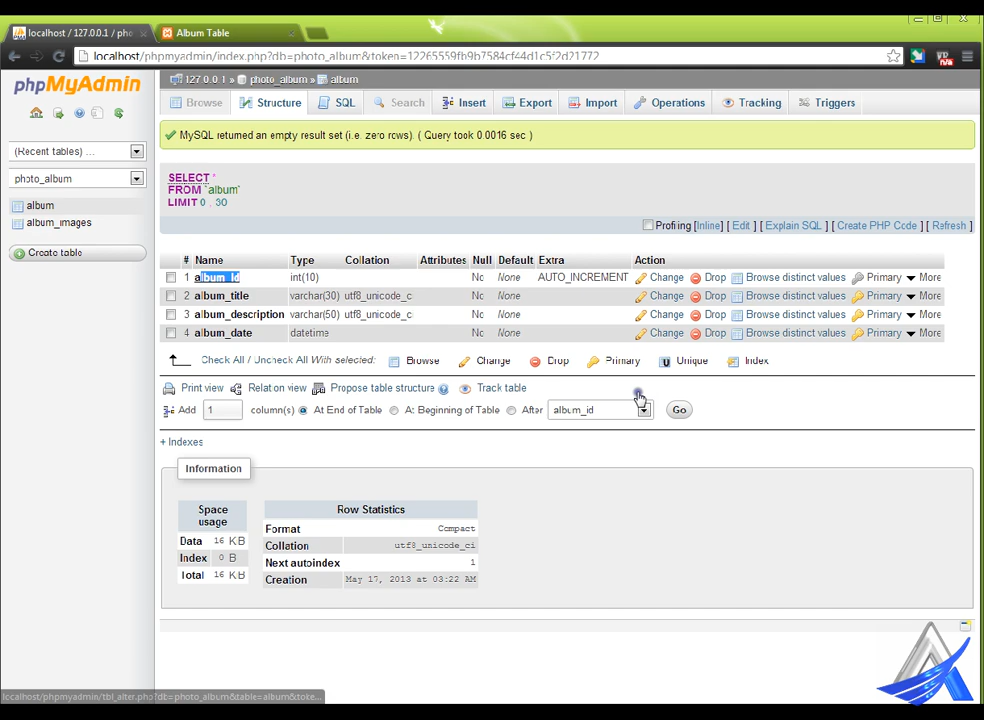 localhost / 127.0.0.1 / pho
Album Table
localhost/phpmyadmin/index.php?db=photo_album&token=12265559fb9b7584cf44d1c5f2d21772
phpMyAdmin
(Recent tables) ...
photo_album
album
album_images
Create table
127.0.0.1 » photo_album » album
Browse Structure SQL Search Insert Export Import Operations Tracking Triggers
MySQL returned an empty result set (i.e. zero rows). ( Query took 0.0016 sec )
SELECT *
FROM `album`
LIMIT 0 , 30
Profiling [Inline] [ Edit ] [ Explain SQL ] [ Create PHP Code ] [ Refresh ]
# Name Type Collation Attributes Null Default Extra Action
1 album_id int(10) No None AUTO_INCREMENT Change Drop Browse distinct values Primary More
2 album_title varchar(30) utf8_unicode_c No None Change Drop Browse distinct values Primary More
3 album_description varchar(50) utf8_unicode_c No None Change Drop Browse distinct values Primary More
4 album_date datetime No None Change Drop Browse distinct values Primary More
Check All / Uncheck All With selected: Browse Change Drop Primary Unique Index
Print view Relation view Propose table structure Track table
Add 1 column(s) At End of Table At Beginning of Table After album_id Go
+ Indexes
Information
Space usage
Data 16 KB
Index 0 B
Total 16 KB
Row Statistics
Format Compact
Collation utf8_unicode_ci
Next autoindex 1
Creation May 17, 2013 at 03:22 AM
localhost/phpmyadmin/tbl_alter.php?db=photo_album&table=album&toke...